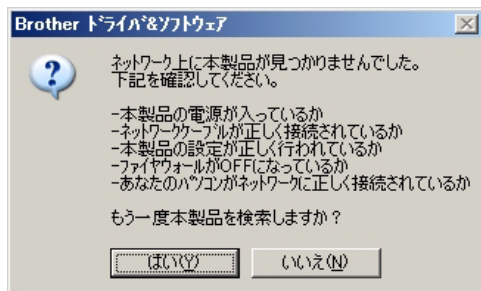 Brother ドライバ&ソフトウェア
ネットワーク上に本製品が見つかりませんでした。
下記を確認してください。
-本製品の電源が入っているか
-ネットワークケーブルが正しく接続されているか
-本製品の設定が正しく行われているか
-ファイヤウォールがOFFになっているか
-あなたのパソコンがネットワークに正しく接続されているか
もう一度本製品を検索しますか？
はい(Y)
いいえ(N)